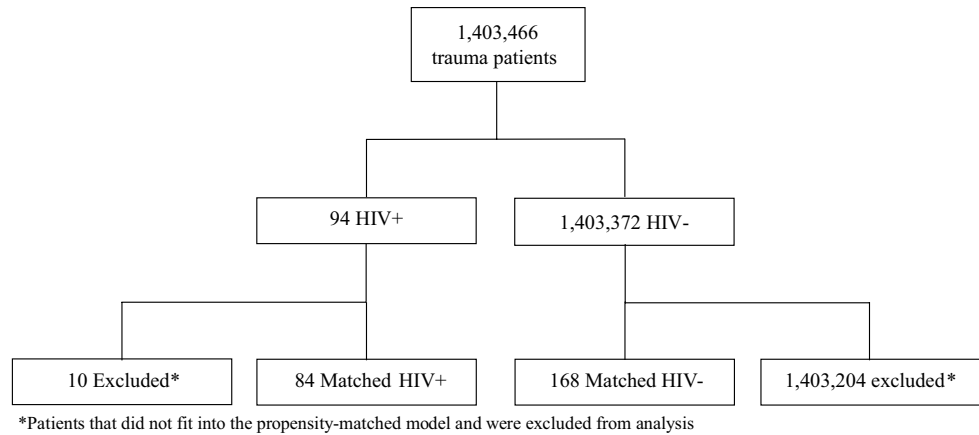 1,403,466
trauma patients
94 HIV+
1,403,372 HIV-
10 Excluded*
84 Matched HIV+
168 Matched HIV-
1,403,204 excluded*
*Patients that did not fit into the propensity-matched model and were excluded from analysis